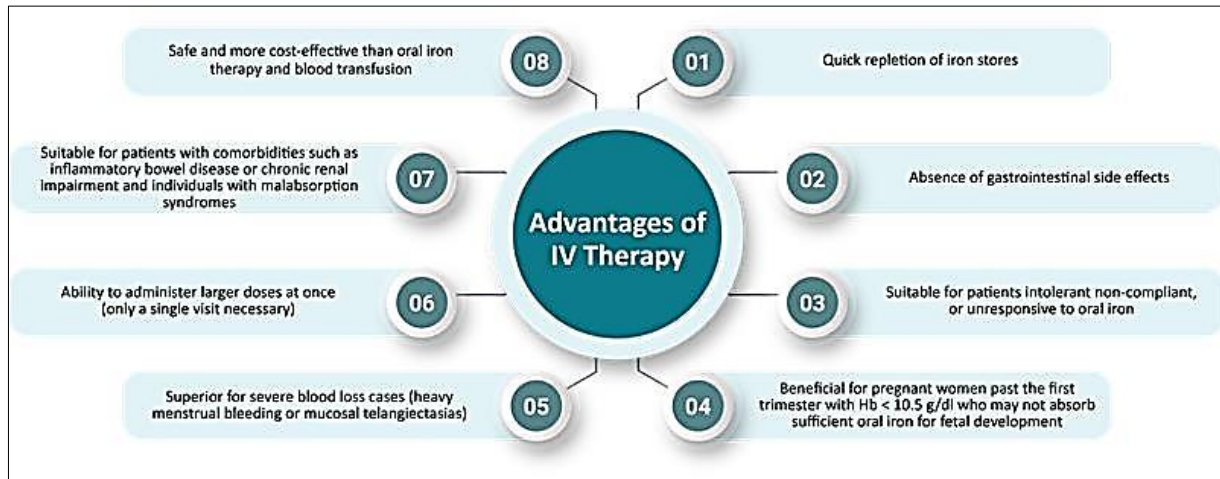 Advantages of
IV Therapy
01
Quick repletion of iron stores
02
Absence of gastrointestinal side effects
03
Suitable for patients intolerant non-compliant,
or unresponsive to oral iron
04
Beneficial for pregnant women past the first
trimester with Hb < 10.5 g/dl who may not absorb
sufficient oral iron for fetal development
05
Superior for severe blood loss cases (heavy
menstrual bleeding or mucosal telangiectasias)
06
Ability to administer larger doses at once
(only a single visit necessary)
07
Suitable for patients with comorbidities such as
inflammatory bowel disease or chronic renal
impairment and individuals with malabsorption
syndromes
08
Safe and more cost-effective than oral iron
therapy and blood transfusion